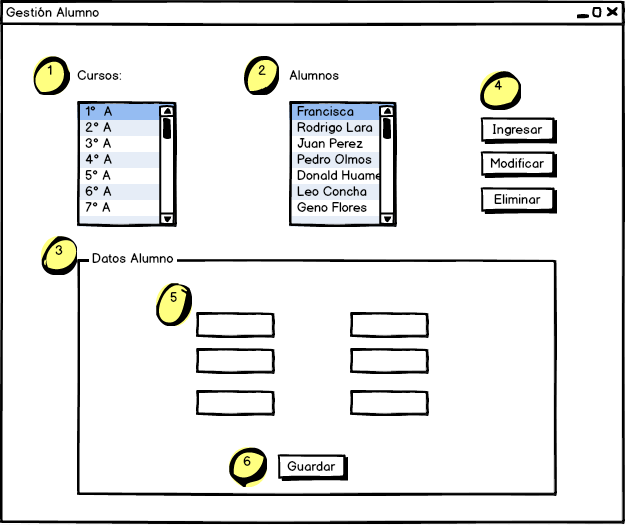 Gestión Alumno
1 Cursos:
2 Alumnos
4
1° A
2° A
3° A
4° A
5° A
6° A
7° A
Francisca
Rodrigo Lara
Juan Perez
Pedro Olmos
Donald Huame
Leo Concha
Geno Flores
Ingresar
Modificar
Eliminar
3 Datos Alumno
5
6 Guardar